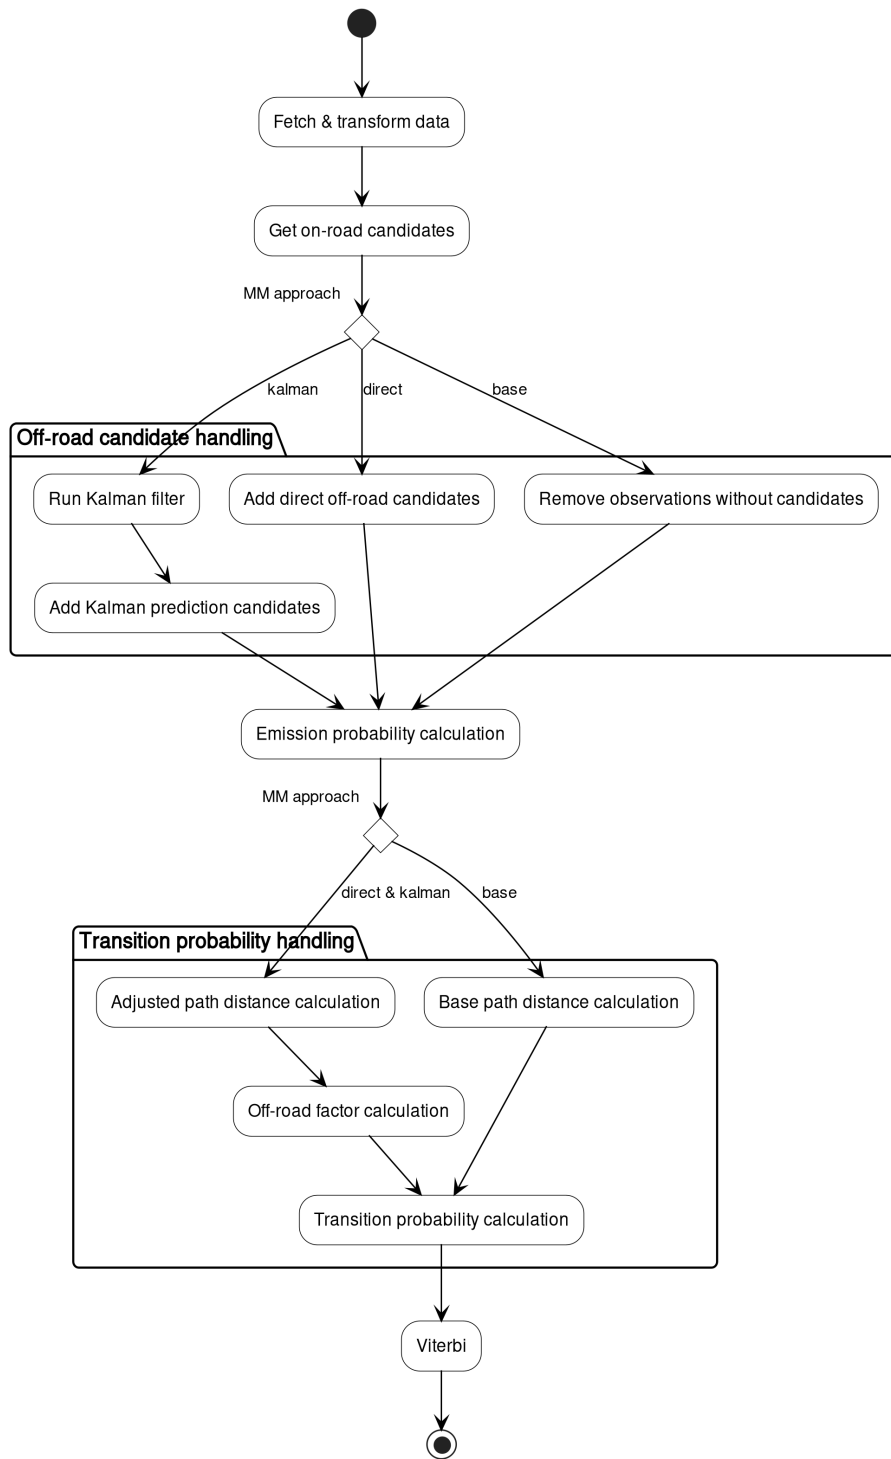 Fetch & transform data
Get on-road candidates
MM approach
kalman
direct
base
Off-road candidate handling
Run Kalman filter
Add direct off-road candidates
Remove observations without candidates
Add Kalman prediction candidates
Emission probability calculation
MM approach
direct & kalman
base
Transition probability handling
Adjusted path distance calculation
Base path distance calculation
Off-road factor calculation
Transition probability calculation
Viterbi